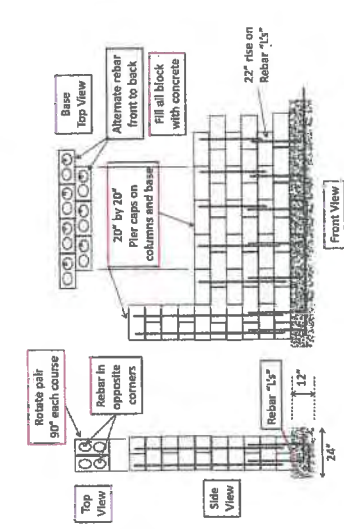 Rotate pair
90° each course
Rebar in
opposite
corners
Top
View
Side
View
Rebar "L's"
12"
24"
Base
Top View
Alternate rebar
front to back
Fill all block
with concrete
20" by 20"
Pier caps on
columns and base
22" rise on
Rebar "L's"
Front View